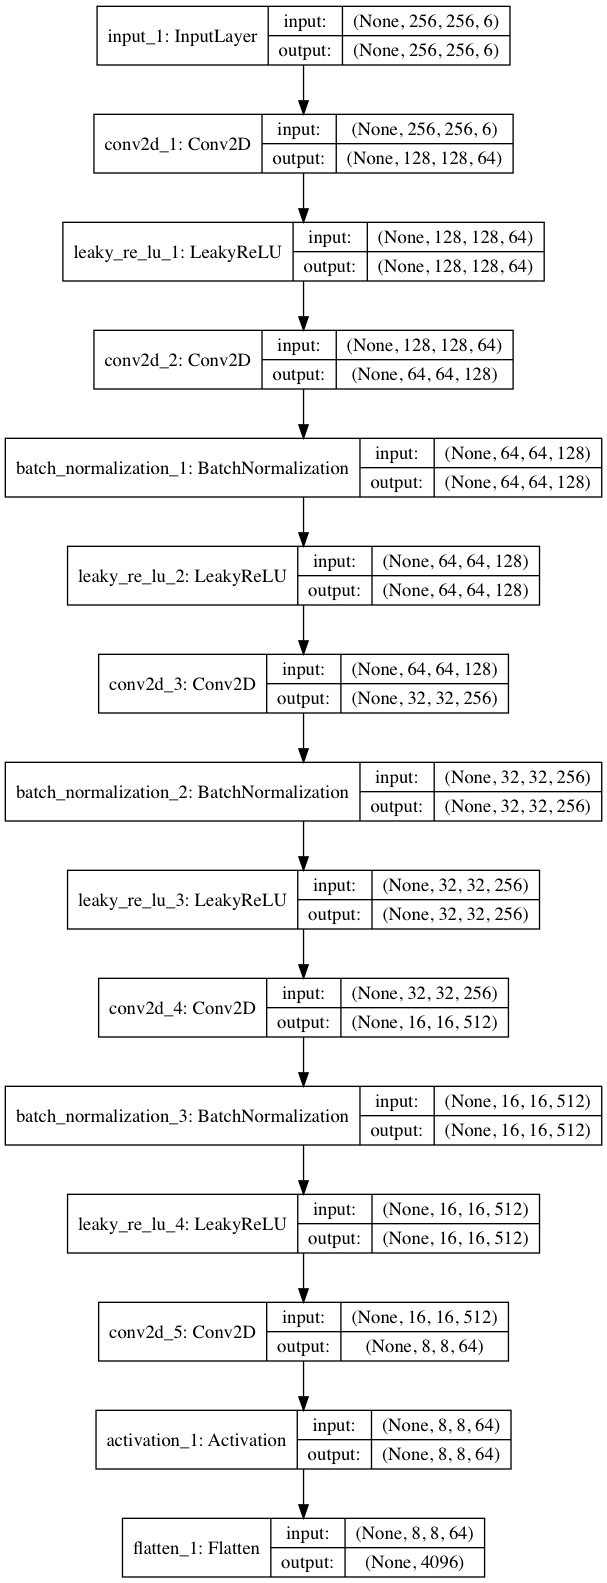 input_1: InputLayer
input: (None, 256, 256, 6)
output: (None, 256, 256, 6)
conv2d_1: Conv2D
input: (None, 256, 256, 6)
output: (None, 128, 128, 64)
leaky_re_lu_1: LeakyReLU
input: (None, 128, 128, 64)
output: (None, 128, 128, 64)
conv2d_2: Conv2D
input: (None, 128, 128, 64)
output: (None, 64, 64, 128)
batch_normalization_1: BatchNormalization
input: (None, 64, 64, 128)
output: (None, 64, 64, 128)
leaky_re_lu_2: LeakyReLU
input: (None, 64, 64, 128)
output: (None, 64, 64, 128)
conv2d_3: Conv2D
input: (None, 64, 64, 128)
output: (None, 32, 32, 256)
batch_normalization_2: BatchNormalization
input: (None, 32, 32, 256)
output: (None, 32, 32, 256)
leaky_re_lu_3: LeakyReLU
input: (None, 32, 32, 256)
output: (None, 32, 32, 256)
conv2d_4: Conv2D
input: (None, 32, 32, 256)
output: (None, 16, 16, 512)
batch_normalization_3: BatchNormalization
input: (None, 16, 16, 512)
output: (None, 16, 16, 512)
leaky_re_lu_4: LeakyReLU
input: (None, 16, 16, 512)
output: (None, 16, 16, 512)
conv2d_5: Conv2D
input: (None, 16, 16, 512)
output: (None, 8, 8, 64)
activation_1: Activation
input: (None, 8, 8, 64)
output: (None, 8, 8, 64)
flatten_1: Flatten
input: (None, 8, 8, 64)
output: (None, 4096)